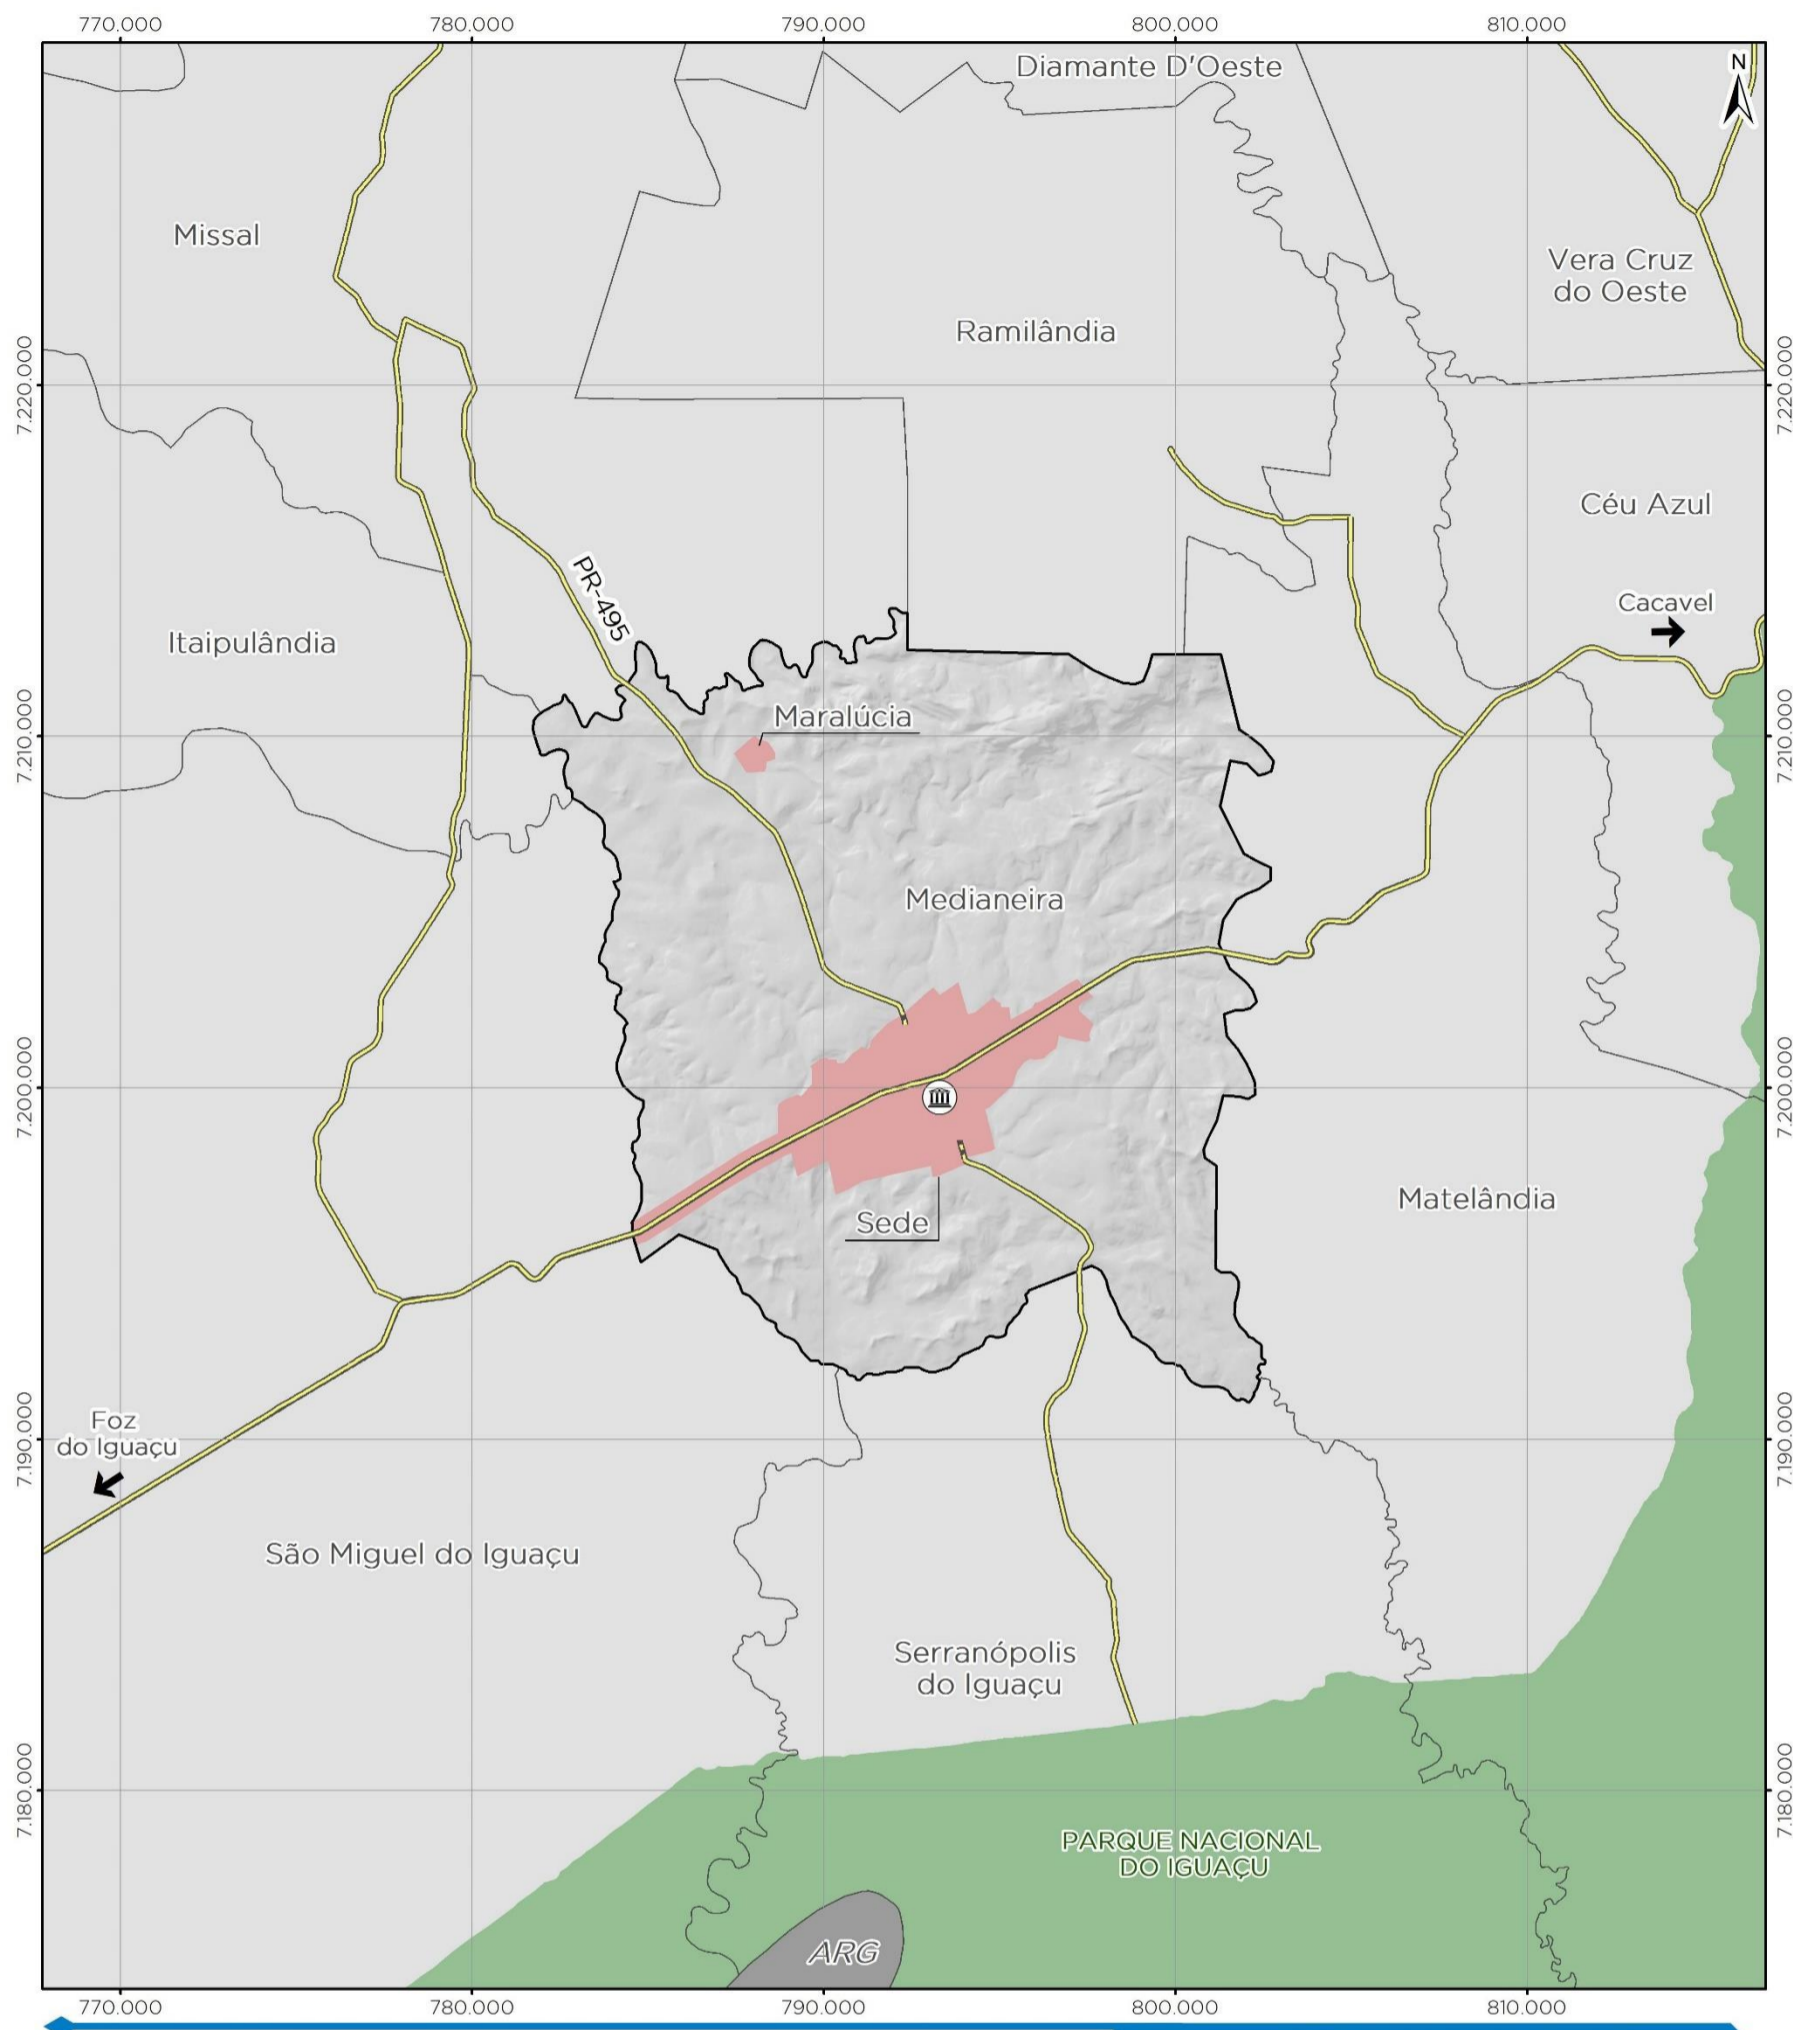 770.000 780.000 790.000 800.000 810.000
Diamante D'Oeste
N
Missal
Vera Cruz
do Oeste
Ramilândia
7.220.000 7.220.000
Céu Azul
PR-495
Cacavel
Itaipulândia
Maralúcia
7.210.000 7.210.000
Medianeira
7.200.000 7.200.000
Matelândia
Sede
Foz
do Iguaçu
7.190.000 7.190.000
São Miguel do Iguaçu
Serranópolis
do Iguaçu
7.180.000 7.180.000
PARQUE NACIONAL
DO IGUAÇU
ARG
770.000 780.000 790.000 800.000 810.000